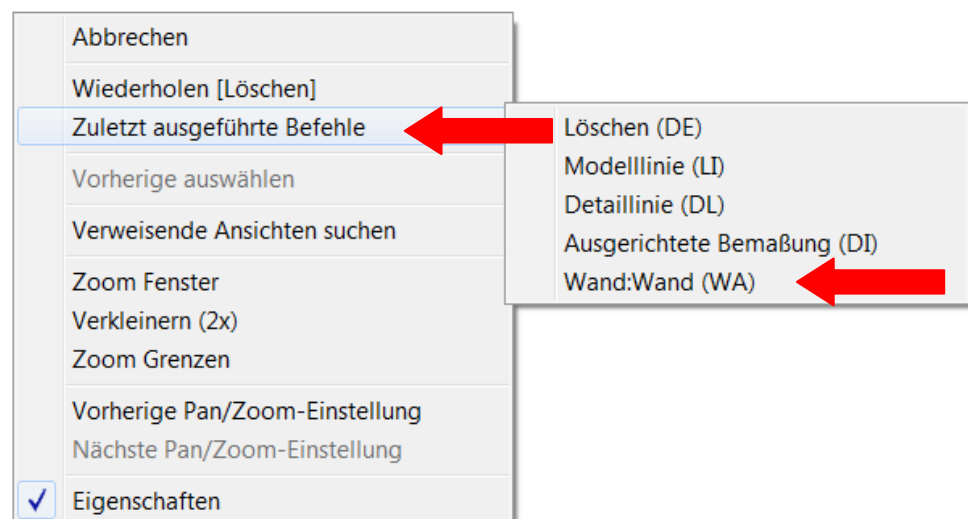 Abbrechen
Wiederholen [Löschen]
Zuletzt ausgeführte Befehle
Vorherige auswählen
Verweisende Ansichten suchen
Zoom Fenster
Verkleinern (2x)
Zoom Grenzen
Vorherige Pan/Zoom-Einstellung
Nächste Pan/Zoom-Einstellung
Eigenschaften
Löschen (DE)
Modelllinie (LI)
Detaillinie (DL)
Ausgerichtete Bemaßung (DI)
Wand:Wand (WA)